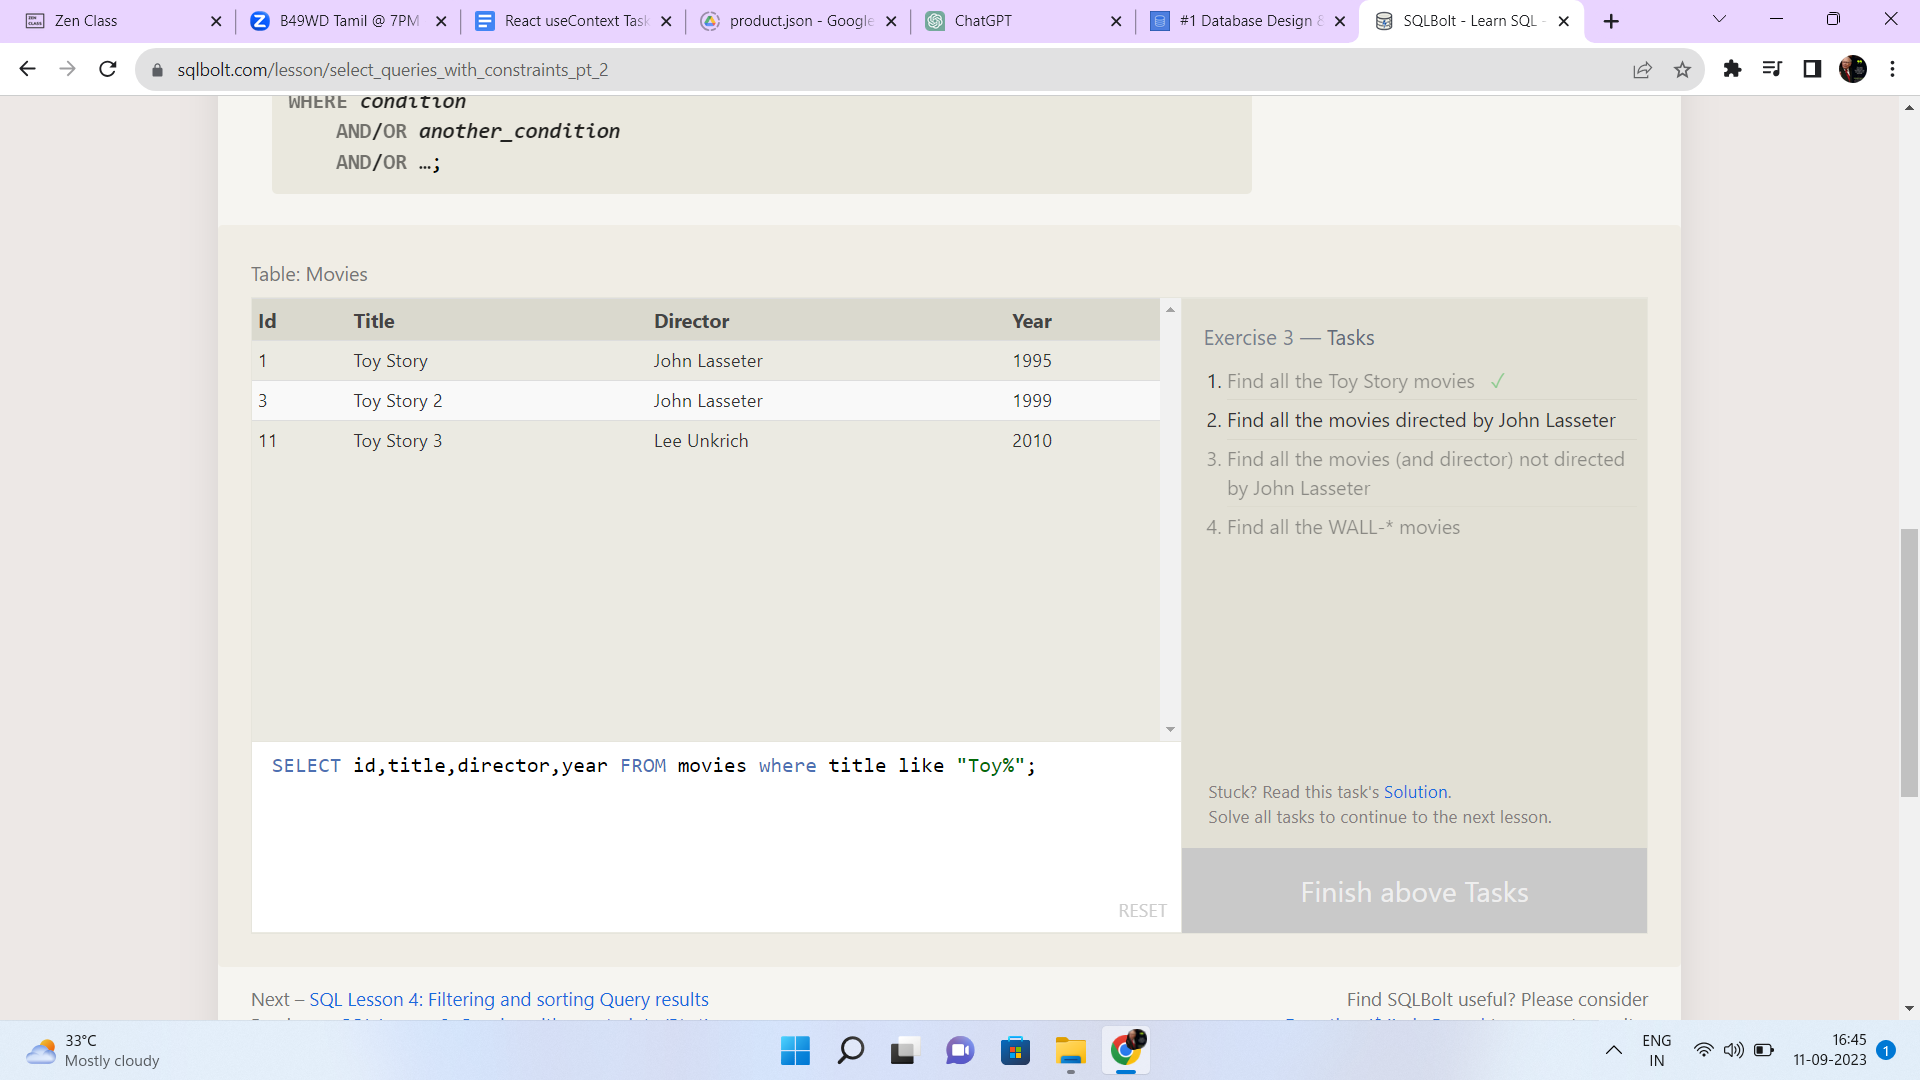 Zen Class
B49WD Tamil @ 7PM
React useContext Task
product.json - Google
ChatGPT
#1 Database Design &
SQLBolt - Learn SQL -
sqlbolt.com/lesson/select_queries_with_constraints_pt_2
WHERE condition
AND/OR another_condition
AND/OR …;
Table: Movies
Id Title Director Year
1 Toy Story John Lasseter 1995
3 Toy Story 2 John Lasseter 1999
11 Toy Story 3 Lee Unkrich 2010
Exercise 3 — Tasks
1. Find all the Toy Story movies ✓
2. Find all the movies directed by John Lasseter
3. Find all the movies (and director) not directed
by John Lasseter
4. Find all the WALL-* movies
SELECT id,title,director,year FROM movies where title like "Toy%";
RESET
Stuck? Read this task's Solution.
Solve all tasks to continue to the next lesson.
Finish above Tasks
Next – SQL Lesson 4: Filtering and sorting Query results
Find SQLBolt useful? Please consider
33°C
Mostly cloudy
ENG
IN
16:45
11-09-2023
1